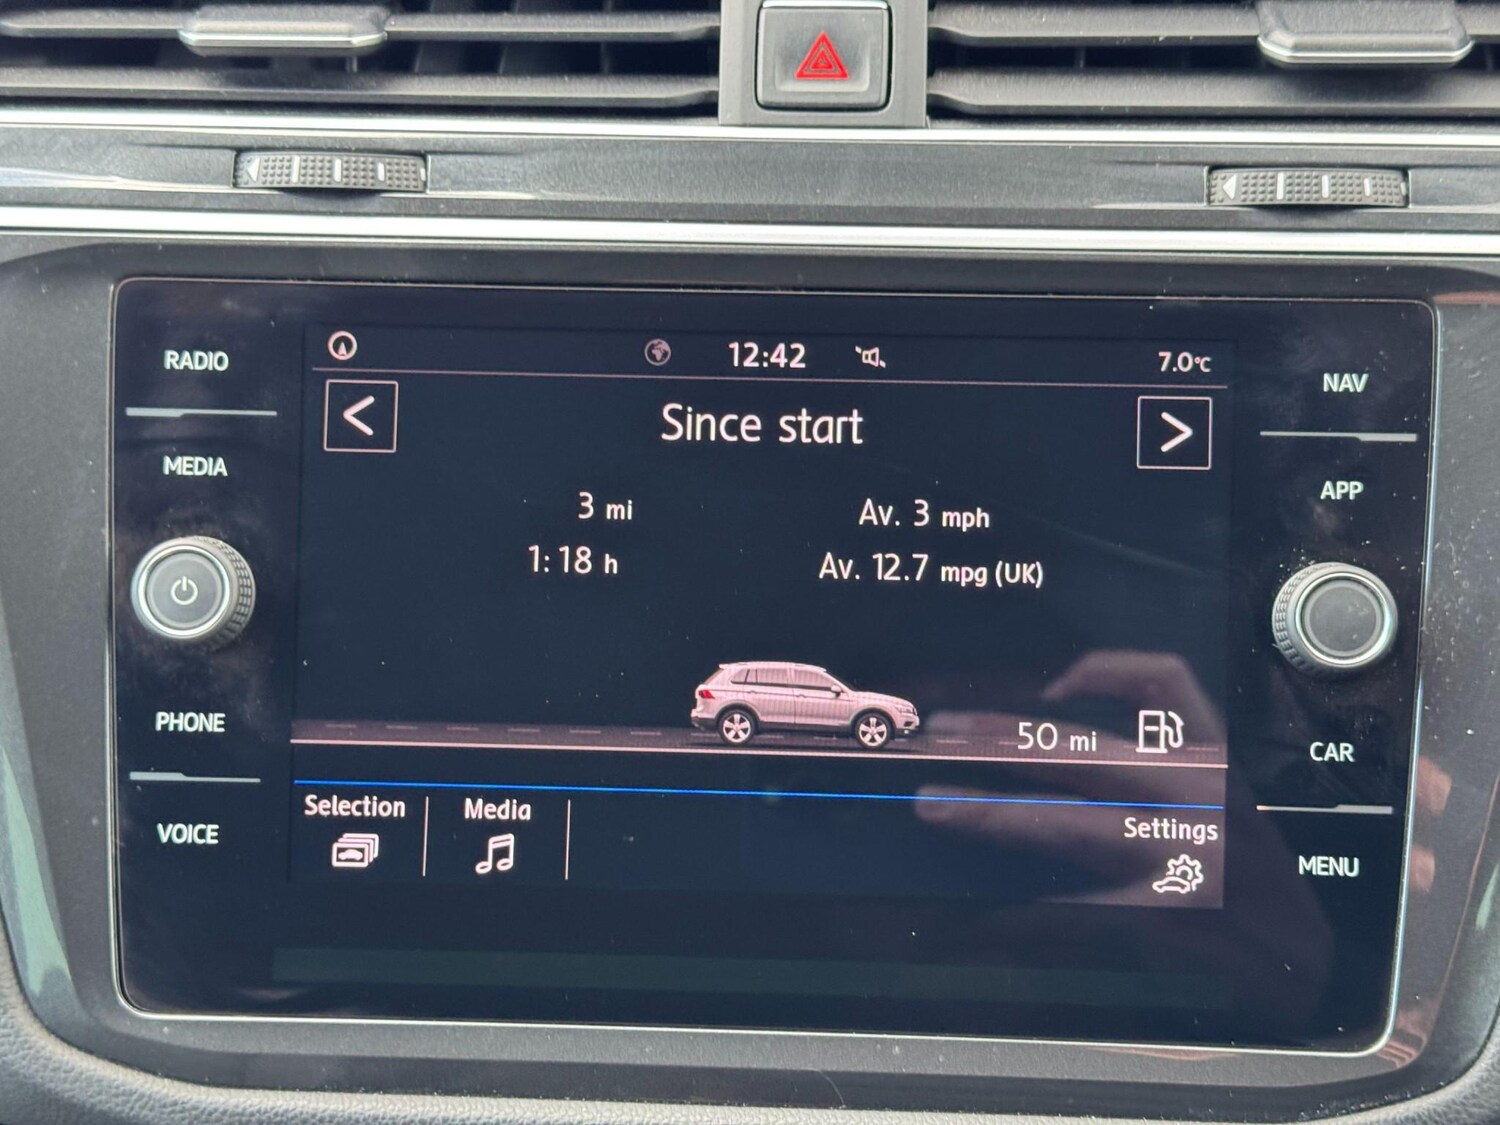 RADIO
MEDIA
PHONE
VOICE
12:42
7.0°C
< Since start >
3 mi
Av. 3 mph
1:18 h
Av. 12.7 mpg (UK)
50 mi
Selection
Media
Settings
NAV
APP
CAR
MENU